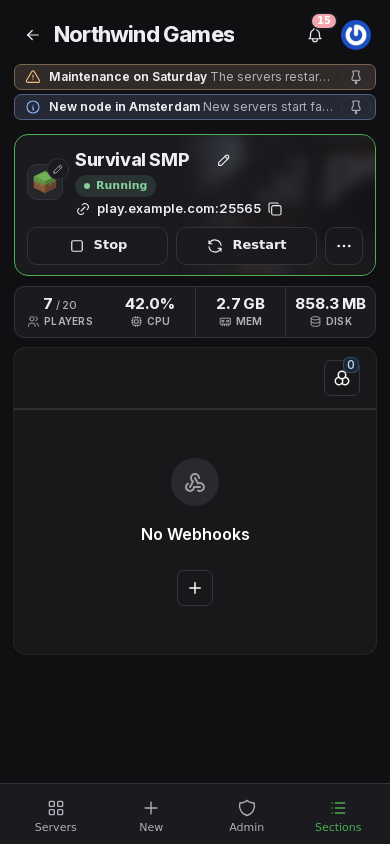 Northwind Games
15
Maintenance on Saturday The servers restar...
New node in Amsterdam New servers start fa...
Survival SMP
Running
play.example.com:25565
Stop
Restart
7 / 20
PLAYERS
42.0%
CPU
2.7 GB
MEM
858.3 MB
DISK
0
No Webhooks
Servers
New
Admin
Sections